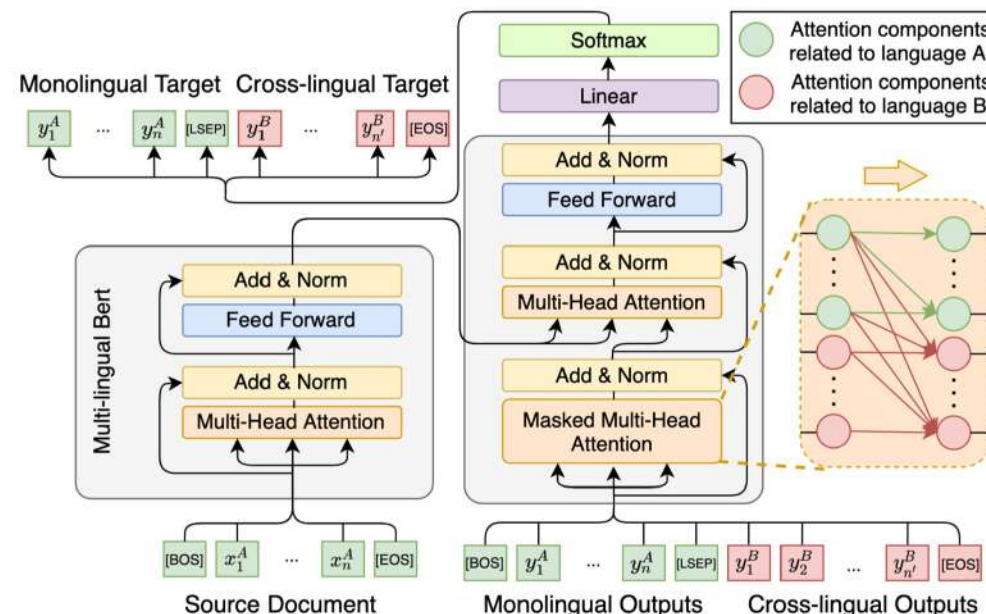 Softmax
Linear
Add & Norm
Feed Forward
Add & Norm
Multi-Head Attention
Add & Norm
Masked Multi-Head
Attention
Attention components
related to language A
Attention components
related to language B
Monolingual Target
Cross-lingual Target
y_1^A ... y_n^A [LSEP] y_1^B ... y_{n'}^B [EOS]
Multi-lingual Bert
Add & Norm
Feed Forward
Add & Norm
Multi-Head Attention
[BOS] x_1^A ... x_n^A [EOS]
Source Document
[BOS] y_1^A ... y_n^A [LSEP] y_1^B y_2^B ... y_{n'}^B [EOS]
Monolingual Outputs
Cross-lingual Outputs